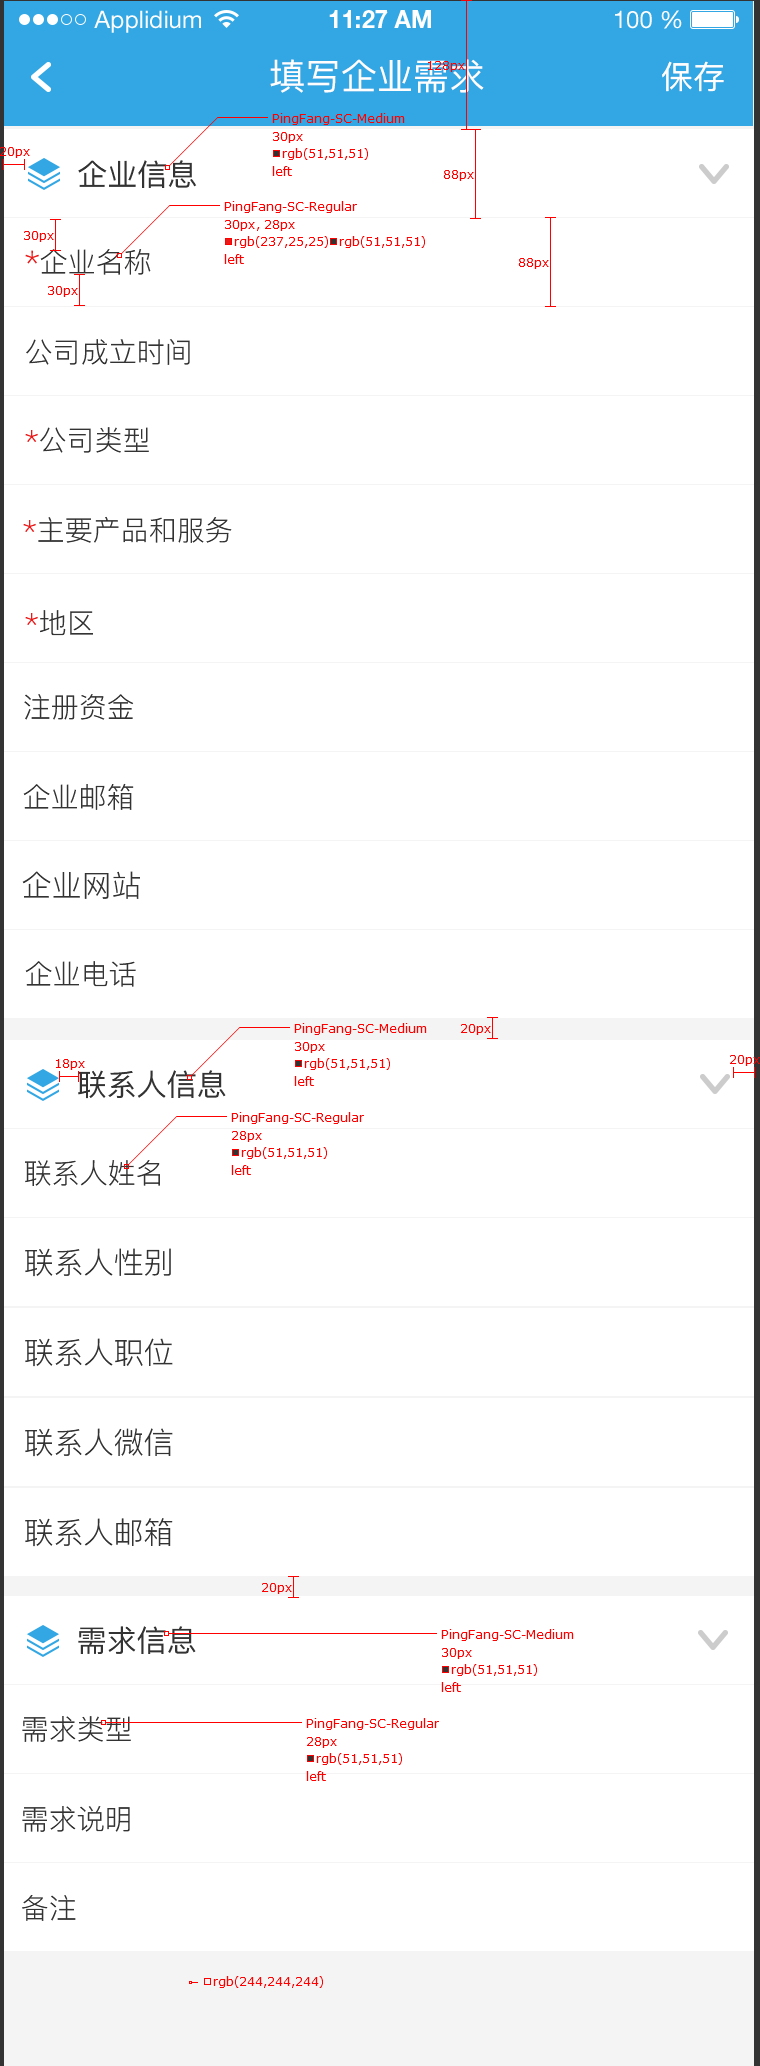 Applidium 11:27 AM 100 %
填写企业需求 保存
128px
PingFang-SC-Medium
30px
rgb(51,51,51)
left
20px
企业信息
88px
PingFang-SC-Regular
30px, 28px
rgb(237,25,25) rgb(51,51,51)
left
30px
*企业名称
88px
30px
公司成立时间
*公司类型
*主要产品和服务
*地区
注册资金
企业邮箱
企业网站
企业电话
PingFang-SC-Medium
20px
30px
rgb(51,51,51)
left
18px
20px
联系人信息
PingFang-SC-Regular
28px
rgb(51,51,51)
left
联系人姓名
联系人性别
联系人职位
联系人微信
联系人邮箱
20px
需求信息
PingFang-SC-Medium
30px
rgb(51,51,51)
left
需求类型
PingFang-SC-Regular
28px
rgb(51,51,51)
left
需求说明
备注
rgb(244,244,244)